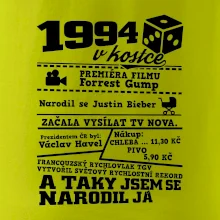 1994
v kostce
PREMIÉRA FILMU
Forrest Gump
Narodil se Justin Bieber
ZAČALA VYSÍLAT TV NOVA.
Prezidentem ČR byl:
Václav Havel
Nákup:
CHLEBA ... 11,30 KČ
PIVO
5,90 KČ
FRANCOUZSKÝ RYCHLOVLAK TGV
VYTVOŘIL SVĚTOVÝ RYCHLOSTNÍ REKORD
A TAKY JSEM SE
NARODIL JÁ